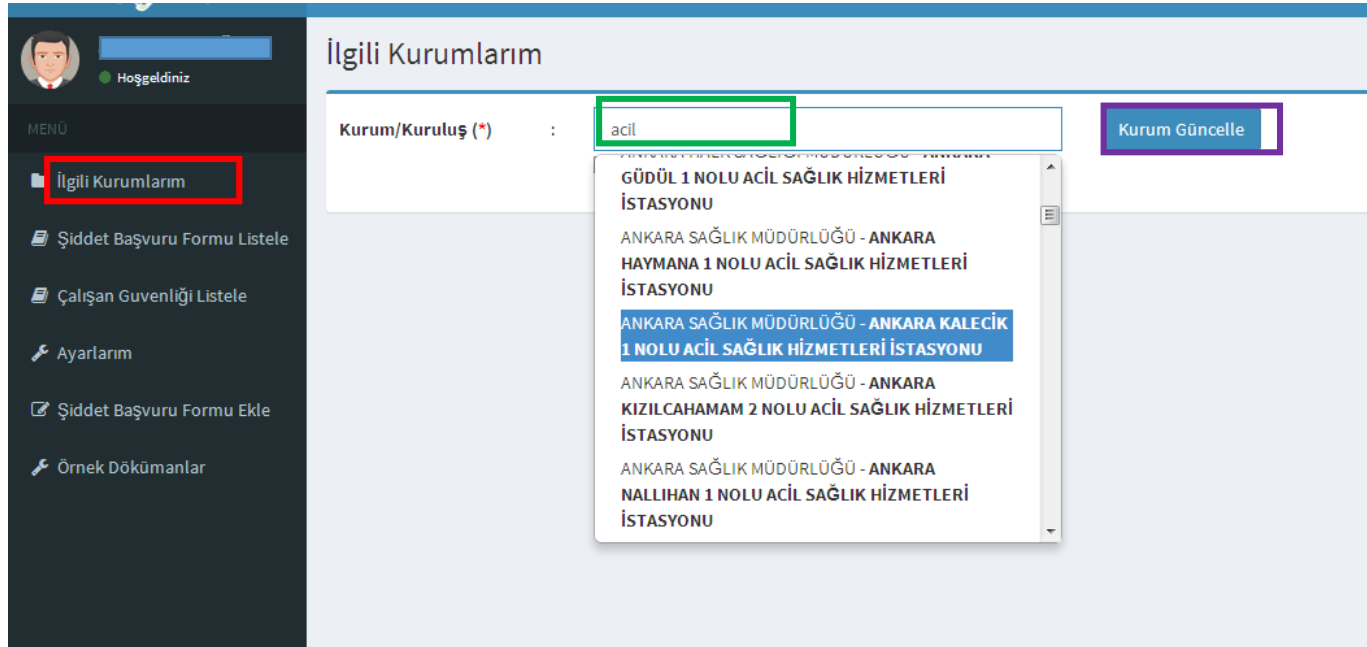 Hoşgeldiniz
MENÜ
İlgili Kurumlarım
Şiddet Başvuru Formu Listele
Çalışan Guvenliği Listele
Ayarlarım
Şiddet Başvuru Formu Ekle
Örnek Dökümanlar
İlgili Kurumlarım
Kurum/Kuruluş (*) :
acil
Kurum Güncelle
GÜDÜL 1 NOLU ACİL SAĞLIK HİZMETLERİ
İSTASYONU
ANKARA SAĞLIK MÜDÜRLÜĞÜ - ANKARA
HAYMANA 1 NOLU ACİL SAĞLIK HİZMETLERİ
İSTASYONU
ANKARA SAĞLIK MÜDÜRLÜĞÜ - ANKARA KALECİK
1 NOLU ACİL SAĞLIK HİZMETLERİ İSTASYONU
ANKARA SAĞLIK MÜDÜRLÜĞÜ - ANKARA
KIZILCAHAMAM 2 NOLU ACİL SAĞLIK HİZMETLERİ
İSTASYONU
ANKARA SAĞLIK MÜDÜRLÜĞÜ - ANKARA
NALLIHAN 1 NOLU ACİL SAĞLIK HİZMETLERİ
İSTASYONU